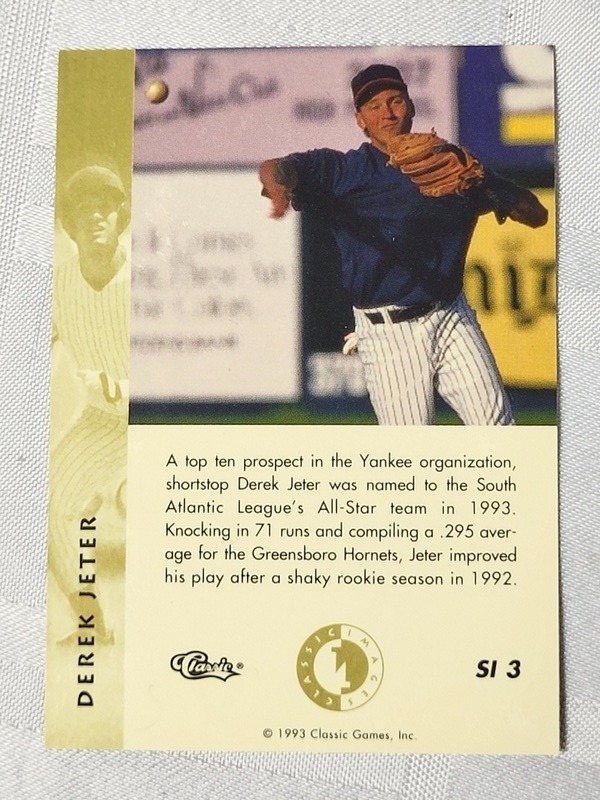 A top ten prospect in the Yankee organization,
shortstop Derek Jeter was named to the South
Atlantic League's All-Star team in 1993.
Knocking in 71 runs and compiling a .295 aver-
age for the Greensboro Hornets, Jeter improved
his play after a shaky rookie season in 1992.
DEREK JETER
Classic®
CLASSIC IMAGES
SI 3
© 1993 Classic Games, Inc.